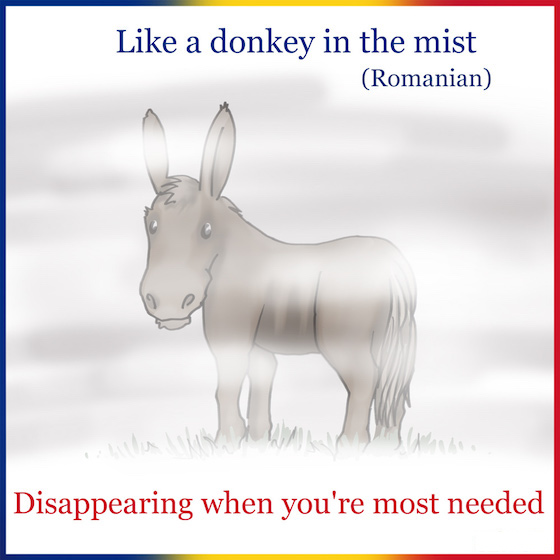 Like a donkey in the mist
(Romanian)
Disappearing when you're most needed